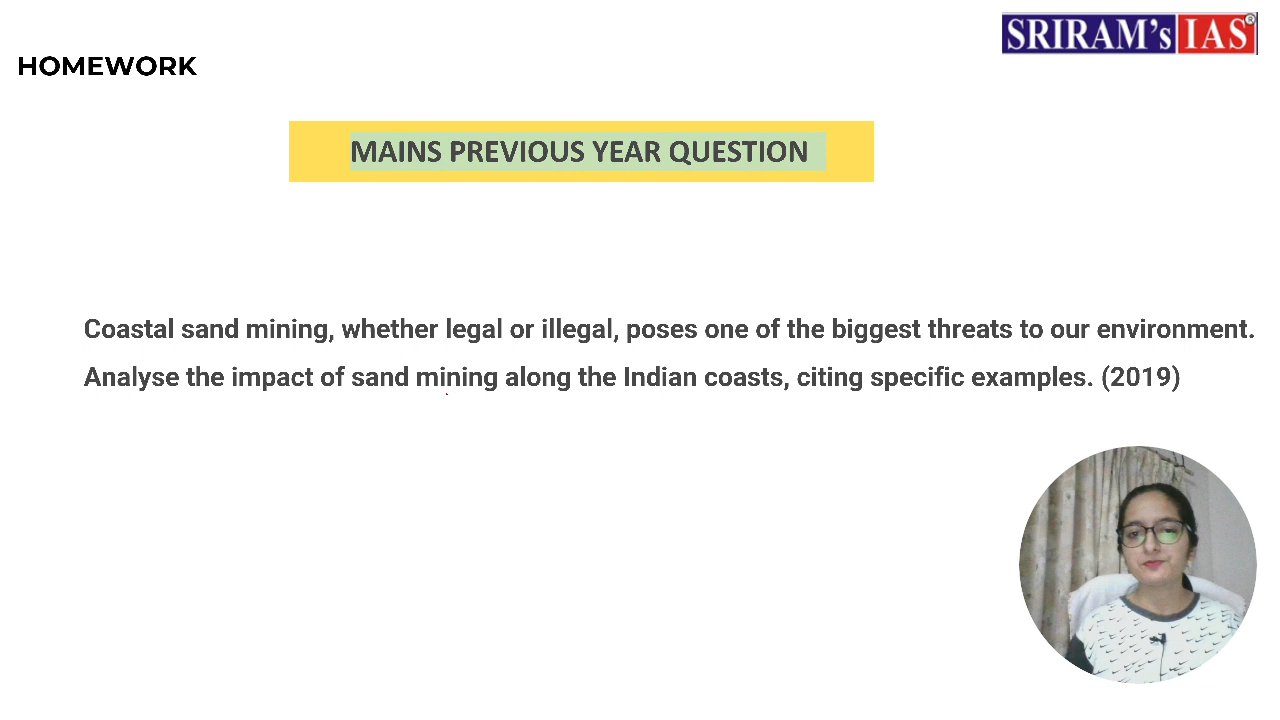 SRIRAM's IAS
HOMEWORK
MAINS PREVIOUS YEAR QUESTION
Coastal sand mining, whether legal or illegal, poses one of the biggest threats to our environment.
Analyse the impact of sand mining along the Indian coasts, citing specific examples. (2019)